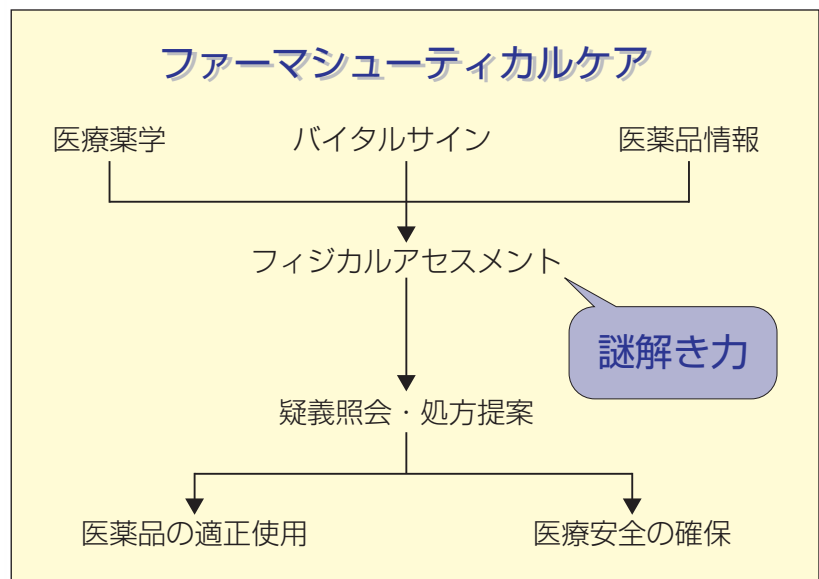 ファーマシューティカルケア
医療薬学
バイタルサイン
医薬品情報
フィジカルアセスメント
謎解き力
疑義照会・処方提案
医薬品の適正使用
医療安全の確保